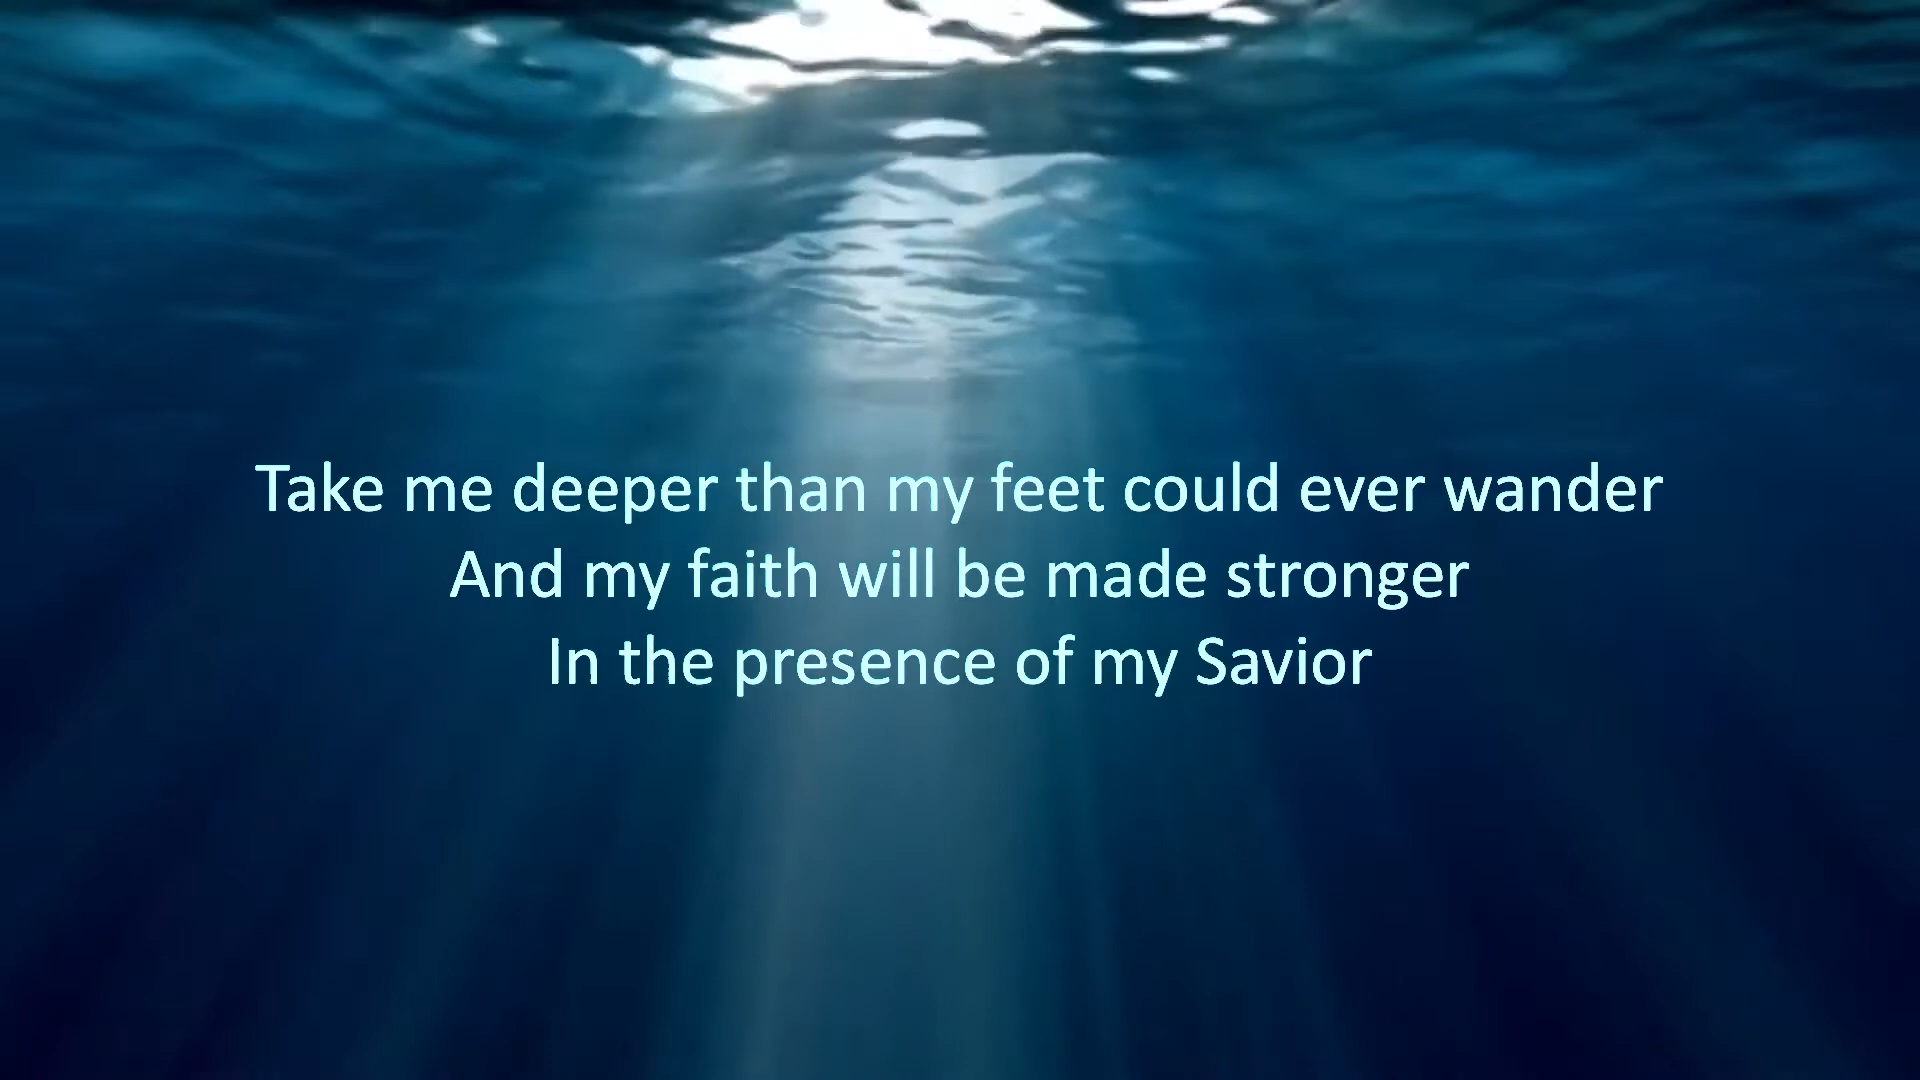 Take me deeper than my feet could ever wander
And my faith will be made stronger
In the presence of my Savior